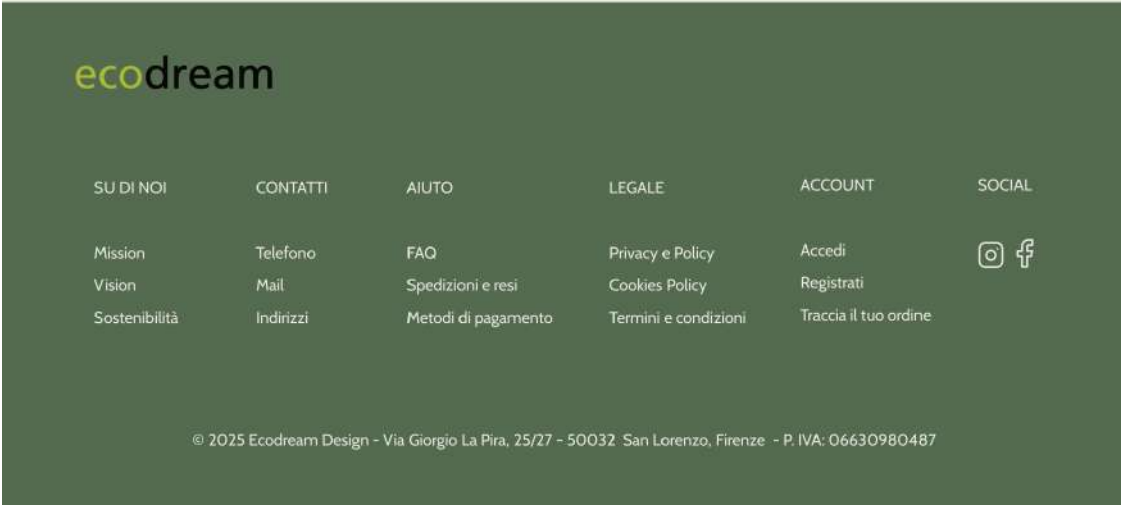 ecodream
SU DI NOI
Mission
Vision
Sostenibilità
CONTATTI
Telefono
Mail
Indirizzi
AIUTO
FAQ
Spedizioni e resi
Metodi di pagamento
LEGALE
Privacy e Policy
Cookies Policy
Termini e condizioni
ACCOUNT
Accedi
Registrati
Traccia il tuo ordine
SOCIAL
© 2025 Ecodream Design - Via Giorgio La Pira, 25/27 - 50032 San Lorenzo, Firenze - P. IVA: 06630980487